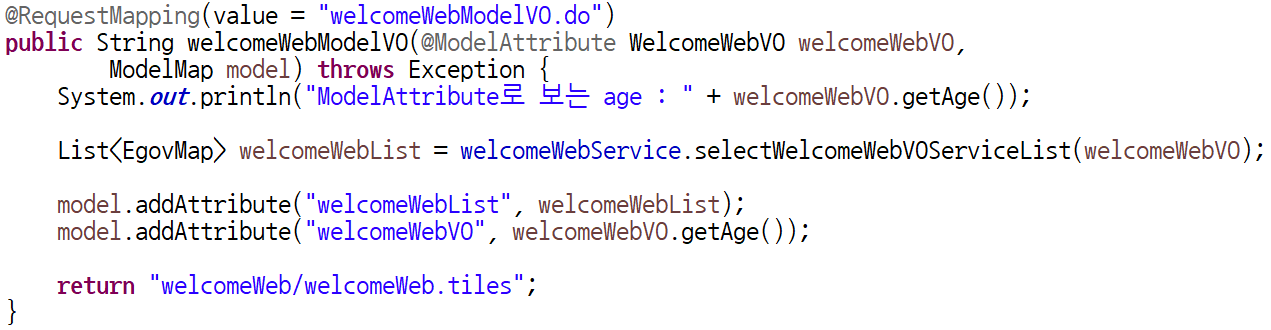 @RequestMapping(value = "welcomeWebModelVO.do")
public String welcomeWebModelVO(@ModelAttribute WelcomeWebVO welcomeWebVO,
        ModelMap model) throws Exception {
    System.out.println("ModelAttribute로 보는 age : " + welcomeWebVO.getAge());

    List<EgovMap> welcomeWebList = welcomeWebService.selectWelcomeWebVOServiceList(welcomeWebVO);

    model.addAttribute("welcomeWebList", welcomeWebList);
    model.addAttribute("welcomeWebVO", welcomeWebVO.getAge());

    return "welcomeWeb/welcomeWeb.tiles";
}